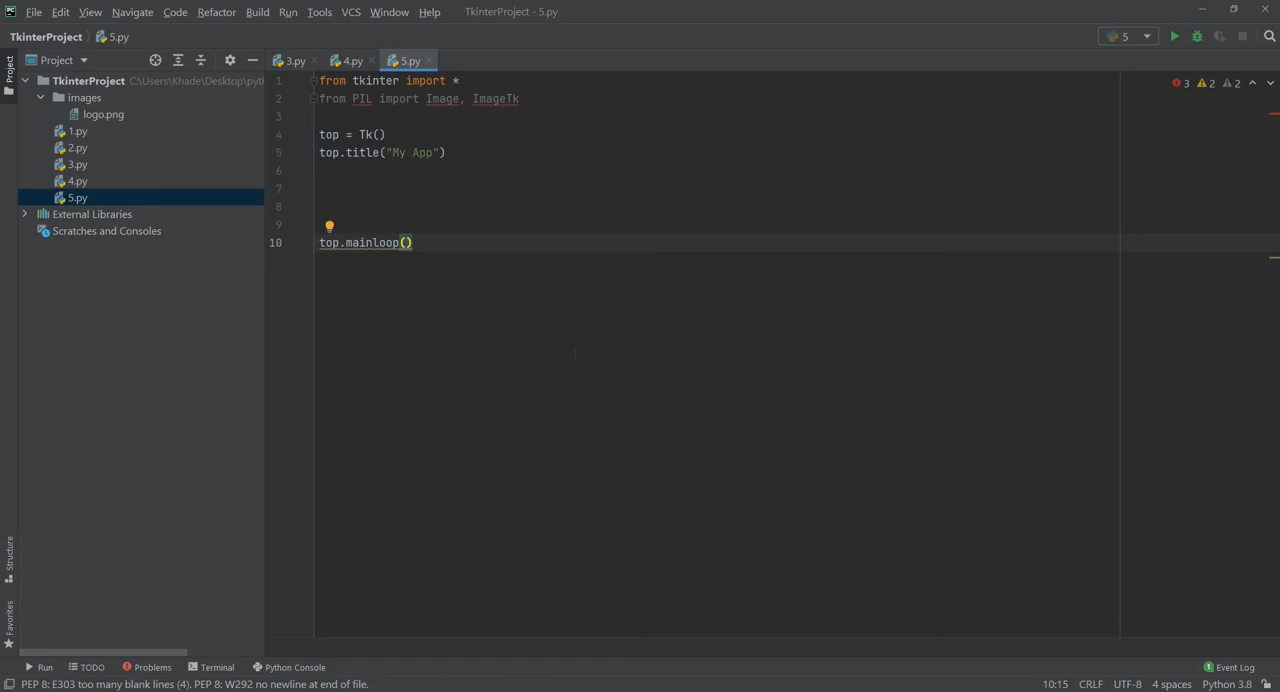 PC File Edit View Navigate Code Refactor Build Run Tools VCS Window Help TkinterProject - 5.py
TkinterProject 5.py 5
Project 3.py 4.py 5.py
Project
TkinterProject C:\Users\Khade\Desktop\pyt
images
logo.png
1.py
2.py
3.py
4.py
5.py
External Libraries
Scratches and Consoles
1 from tkinter import *
2 from PIL import Image, ImageTk
3
4 top = Tk()
5 top.title("My App")
6
7
8
9
10 top.mainloop()
3 2 2
Structure
Favorites
Run TODO Problems Terminal Python Console 1 Event Log
PEP 8: E303 too many blank lines (4). PEP 8: W292 no newline at end of file. 10:15 CRLF UTF-8 4 spaces Python 3.8